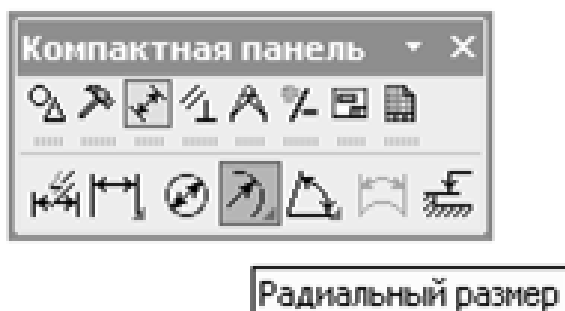 Компактная панель
Радиальный размер